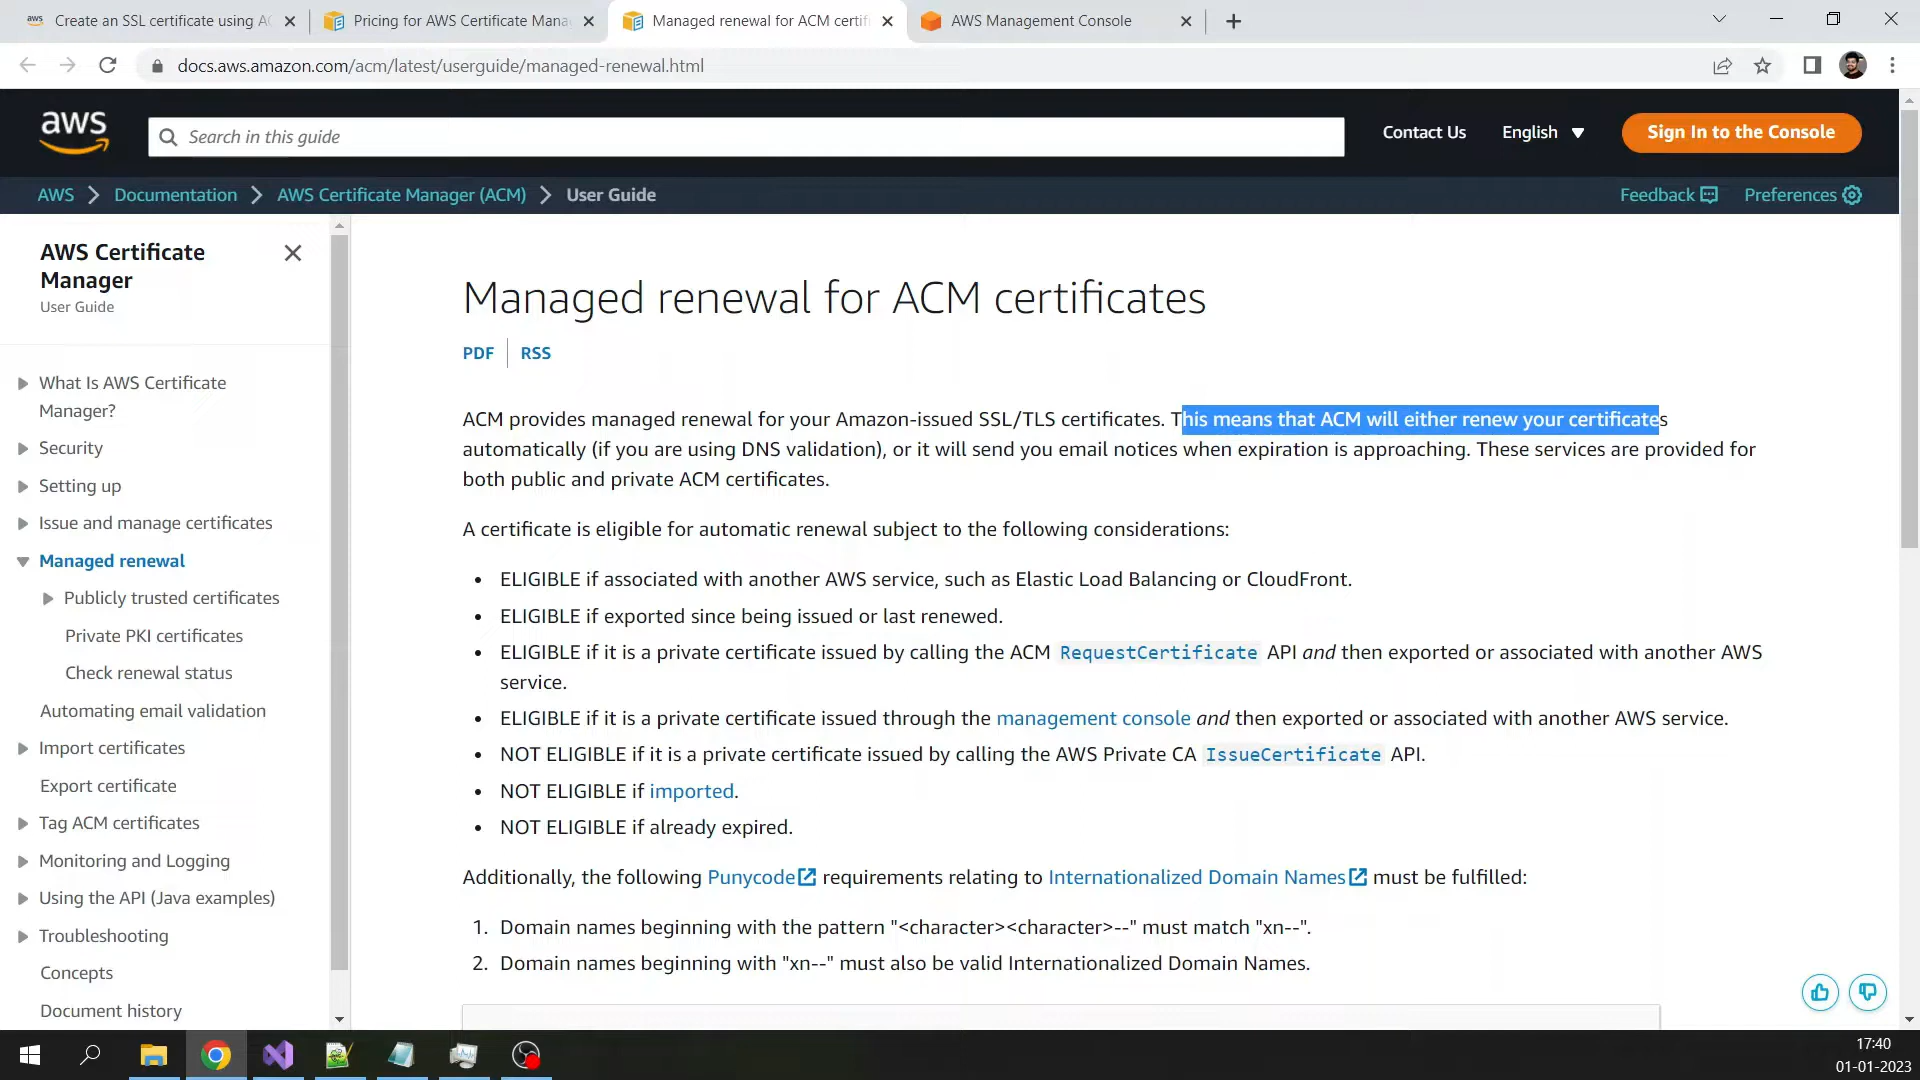 Create an SSL certificate using AC
Pricing for AWS Certificate Mana
Managed renewal for ACM certifi
AWS Management Console
docs.aws.amazon.com/acm/latest/userguide/managed-renewal.html
aws
Search in this guide
Contact Us
English
Sign In to the Console
AWS
Documentation
AWS Certificate Manager (ACM)
User Guide
Feedback
Preferences
AWS Certificate
Manager
User Guide
What Is AWS Certificate
Manager?
Security
Setting up
Issue and manage certificates
Managed renewal
Publicly trusted certificates
Private PKI certificates
Check renewal status
Automating email validation
Import certificates
Export certificate
Tag ACM certificates
Monitoring and Logging
Using the API (Java examples)
Troubleshooting
Concepts
Document history
Managed renewal for ACM certificates
PDF
RSS
ACM provides managed renewal for your Amazon-issued SSL/TLS certificates. This means that ACM will either renew your certificates
automatically (if you are using DNS validation), or it will send you email notices when expiration is approaching. These services are provided for
both public and private ACM certificates.
A certificate is eligible for automatic renewal subject to the following considerations:
• ELIGIBLE if associated with another AWS service, such as Elastic Load Balancing or CloudFront.
• ELIGIBLE if exported since being issued or last renewed.
• ELIGIBLE if it is a private certificate issued by calling the ACM RequestCertificate API and then exported or associated with another AWS
service.
• ELIGIBLE if it is a private certificate issued through the management console and then exported or associated with another AWS service.
• NOT ELIGIBLE if it is a private certificate issued by calling the AWS Private CA IssueCertificate API.
• NOT ELIGIBLE if imported.
• NOT ELIGIBLE if already expired.
Additionally, the following Punycode requirements relating to Internationalized Domain Names must be fulfilled:
1. Domain names beginning with the pattern "<character><character>--" must match "xn--".
2. Domain names beginning with "xn--" must also be valid Internationalized Domain Names.
17:40
01-01-2023